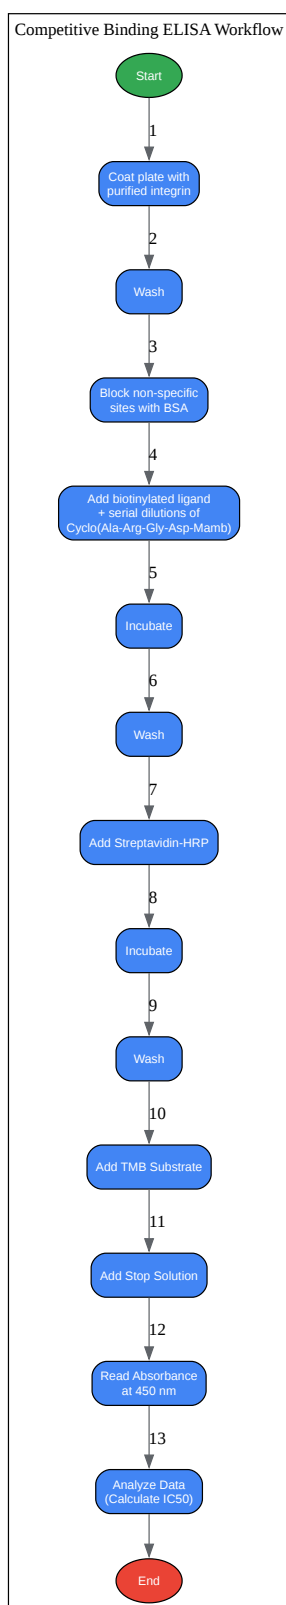 Competitive Binding ELISA Workflow
Start
1
Coat plate with
purified integrin
2
Wash
3
Block non-specific
sites with BSA
4
Add biotinylated ligand
+ serial dilutions of
Cyclo(Ala-Arg-Gly-Asp-Mamb)
5
Incubate
6
Wash
7
Add Streptavidin-HRP
8
Incubate
9
Wash
10
Add TMB Substrate
11
Add Stop Solution
12
Read Absorbance
at 450 nm
13
Analyze Data
(Calculate IC50)
End